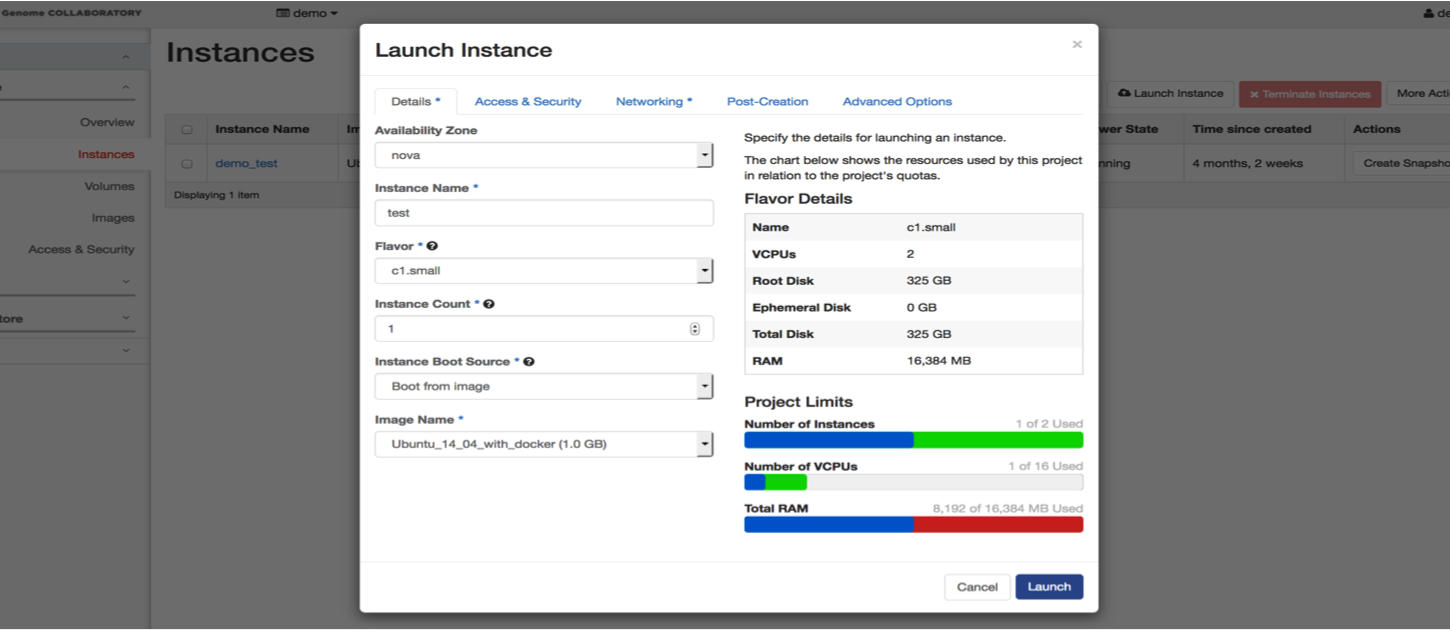 Genome COLLABORATORY
demo
de
Instances
Launch Instance
×
Launch Instance
Terminate Instances
More Acti
Overview
Instances
Volumes
Images
Access & Security
tore
Instance Name
Im
wer State
Time since created
Actions
demo_test
Ub
nning
4 months, 2 weeks
Create Snapsho
Displaying 1 item
Details *
Access & Security
Networking *
Post-Creation
Advanced Options
Availability Zone
nova
Instance Name *
test
Flavor *
c1.small
Instance Count *
1
Instance Boot Source *
Boot from image
Image Name *
Ubuntu_14_04_with_docker (1.0 GB)
Specify the details for launching an instance.
The chart below shows the resources used by this project
in relation to the project's quotas.
Flavor Details
Name c1.small
VCPUs 2
Root Disk 325 GB
Ephemeral Disk 0 GB
Total Disk 325 GB
RAM 16,384 MB
Project Limits
Number of Instances 1 of 2 Used
Number of VCPUs 1 of 16 Used
Total RAM 8,192 of 16,384 MB Used
Cancel
Launch